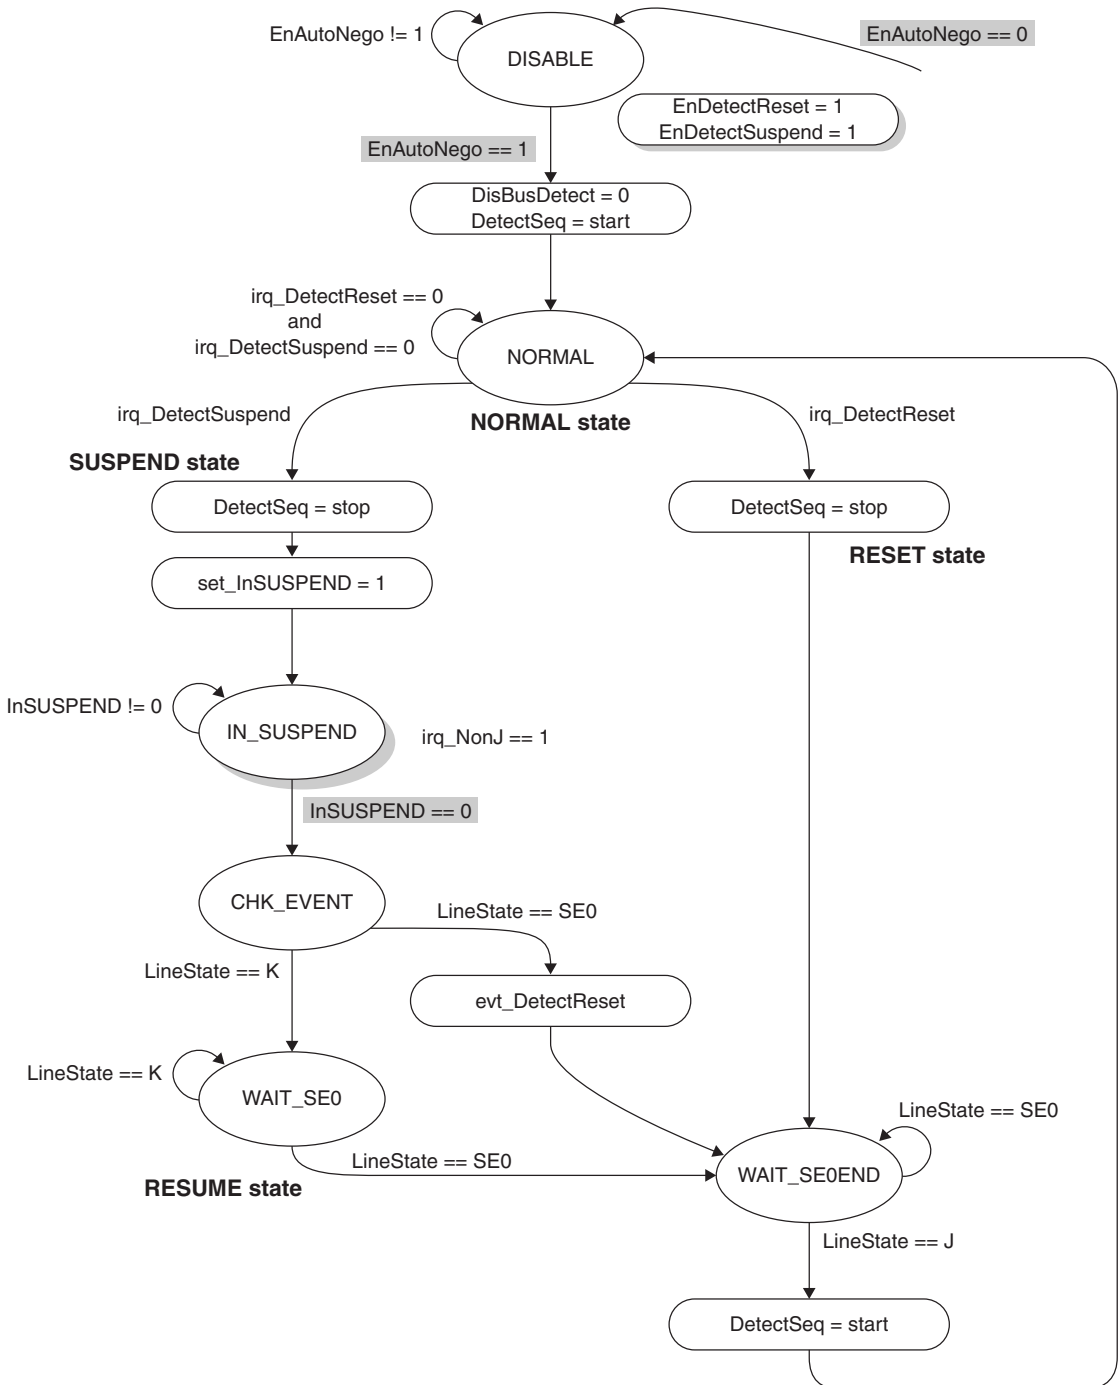 EnAutoNego != 1
DISABLE
EnAutoNego == 0
EnDetectReset = 1
EnDetectSuspend = 1
EnAutoNego == 1
DisBusDetect = 0
DetectSeq = start
irq_DetectReset == 0
and
irq_DetectSuspend == 0
NORMAL
irq_DetectSuspend
NORMAL state
irq_DetectReset
SUSPEND state
DetectSeq = stop
DetectSeq = stop
RESET state
set_InSUSPEND = 1
InSUSPEND != 0
IN_SUSPEND
irq_NonJ == 1
InSUSPEND == 0
CHK_EVENT
LineState == SE0
LineState == K
evt_DetectReset
LineState == K
WAIT_SE0
LineState == SE0
LineState == SE0
WAIT_SE0END
RESUME state
LineState == J
DetectSeq = start